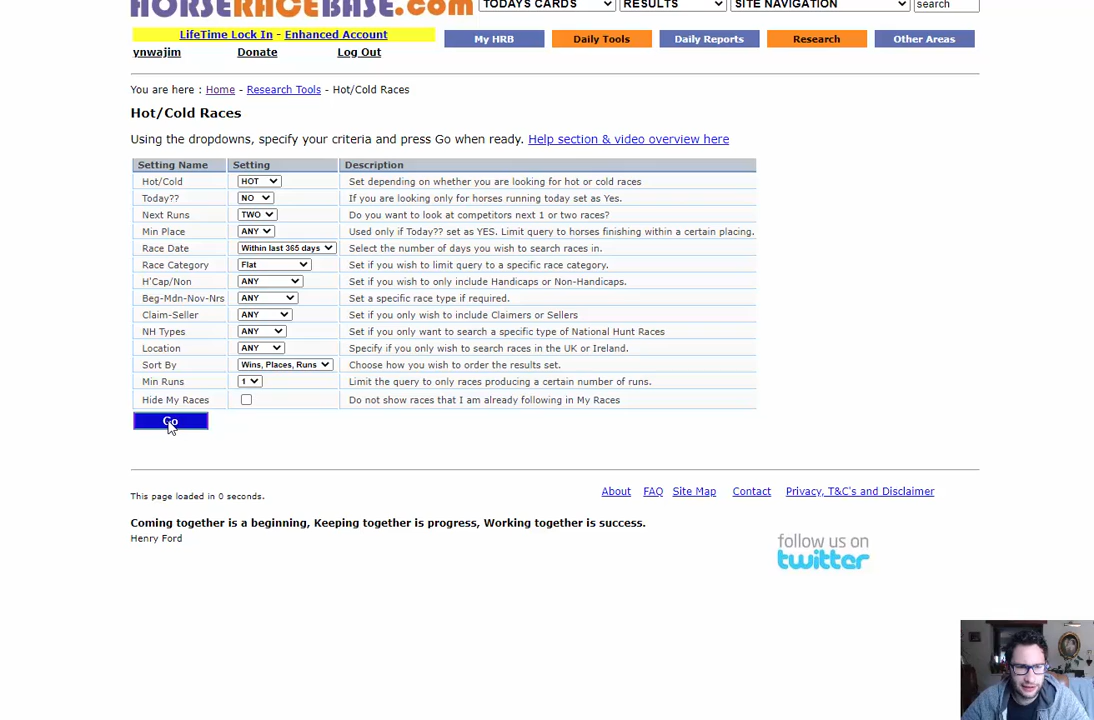 HORSERACEBASE.com TODAYS CARDS RESULTS SITE NAVIGATION search
LifeTime Lock In - Enhanced Account
ynwajim Donate Log Out
My HRB Daily Tools Daily Reports Research Other Areas
You are here : Home - Research Tools - Hot/Cold Races
Hot/Cold Races
Using the dropdowns, specify your criteria and press Go when ready. Help section & video overview here
Setting Name Setting Description
Hot/Cold HOT Set depending on whether you are looking for hot or cold races
Today?? NO If you are looking only for horses running today set as Yes.
Next Runs TWO Do you want to look at competitors next 1 or two races?
Min Place ANY Used only if Today?? set as YES. Limit query to horses finishing within a certain placing.
Race Date Within last 365 days Select the number of days you wish to search races in.
Race Category Flat Set if you wish to limit query to a specific race category.
H'Cap/Non ANY Set if you wish to only include Handicaps or Non-Handicaps.
Beg-Mdn-Nov-Nrs ANY Set a specific race type if required.
Claim-Seller ANY Set if you only wish to include Claimers or Sellers
NH Types ANY Set if you only want to search a specific type of National Hunt Races
Location ANY Specify if you only wish to search races in the UK or Ireland.
Sort By Wins, Places, Runs Choose how you wish to order the results set.
Min Runs 1 Limit the query to only races producing a certain number of runs.
Hide My Races Do not show races that I am already following in My Races
Go
This page loaded in 0 seconds. About FAQ Site Map Contact Privacy, T&C's and Disclaimer
Coming together is a beginning, Keeping together is progress, Working together is success.
Henry Ford
follow us on
twitter